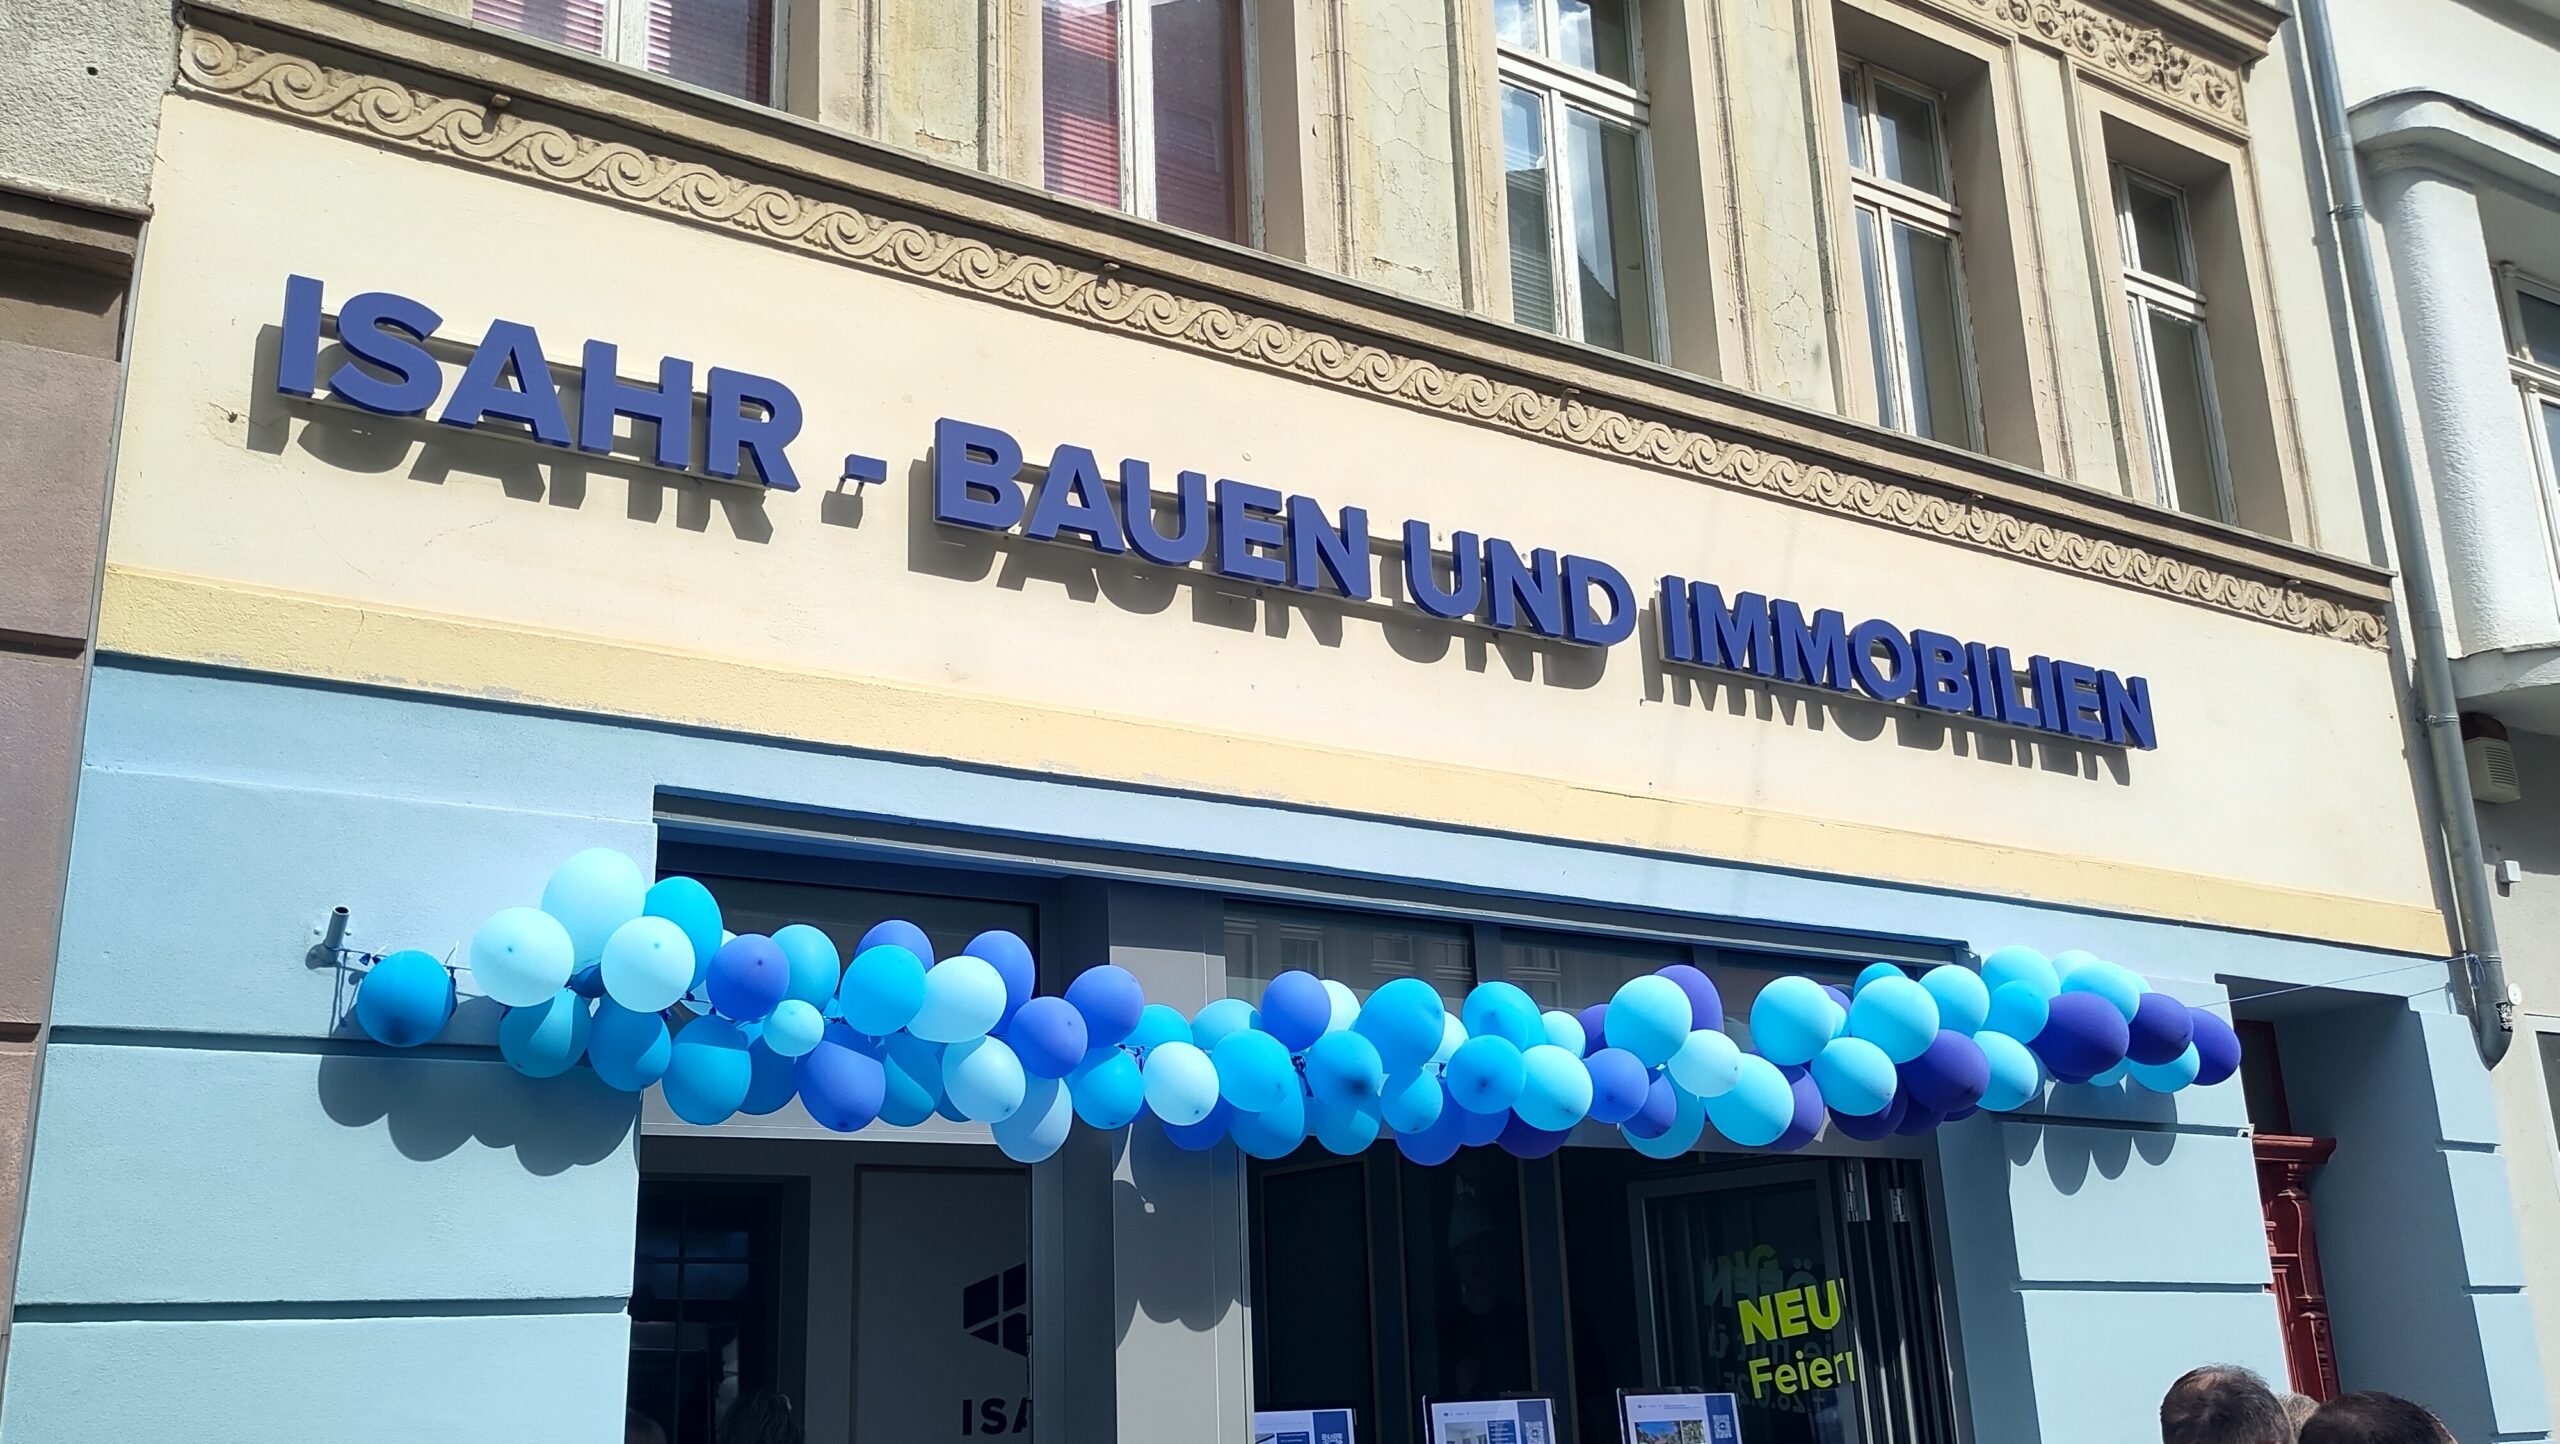 ISAHR - BAUEN UND IMMOBILIEN
NEU
Feier
ISA